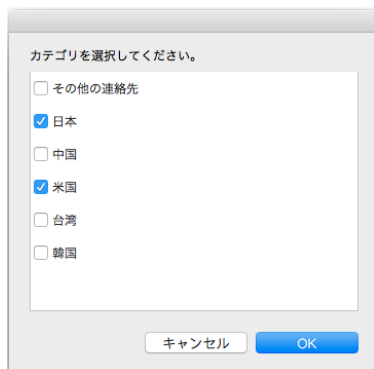 カテゴリを選択してください。
その他の連絡先
日本
中国
米国
台湾
韓国
キャンセル
OK